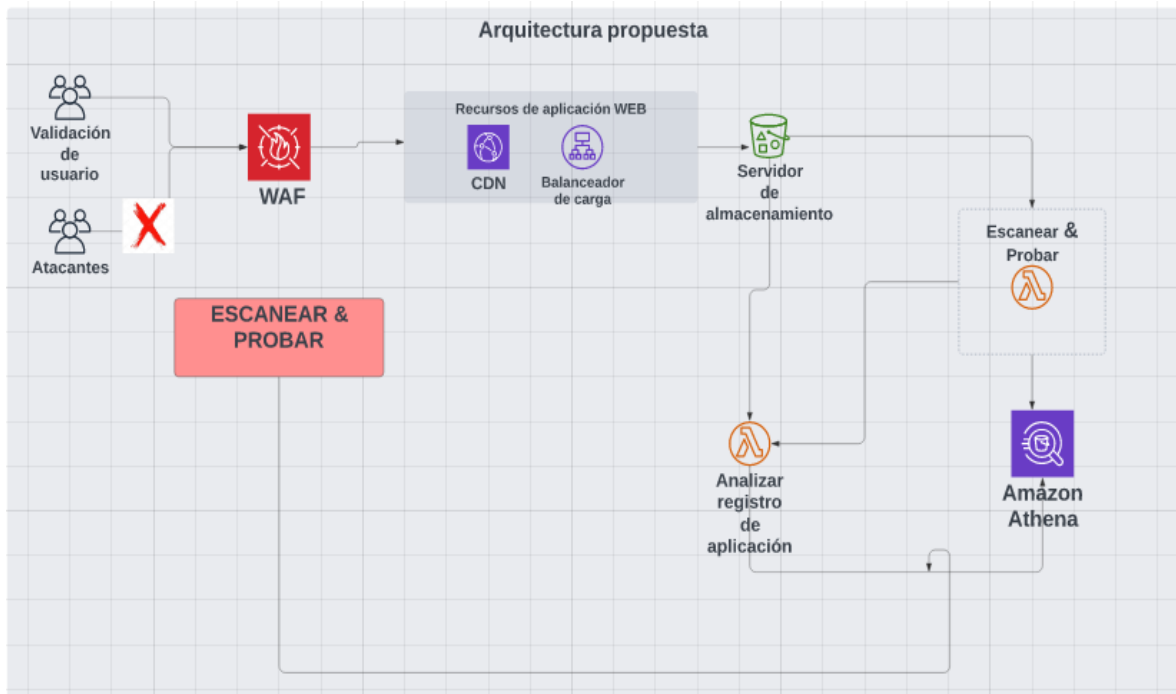 Arquitectura propuesta
Validación
de
usuario
Atacantes
WAF
Recursos de aplicación WEB
CDN
Balanceador
de carga
Servidor
de
almacenamiento
Escanear &
Probar
ESCANEAR &
PROBAR
Analizar
registro
de
aplicación
Amazon
Athena